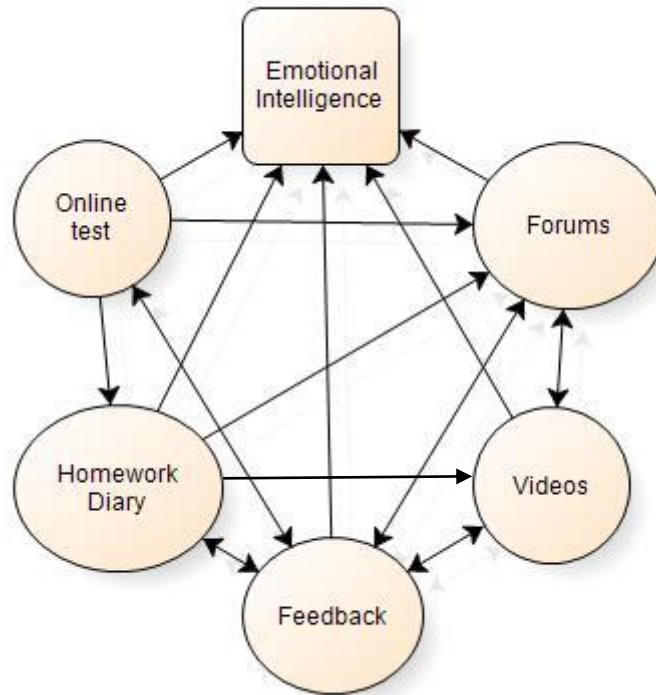 Emotional
Intelligence
Online
test
Forums
Homework
Diary
Videos
Feedback